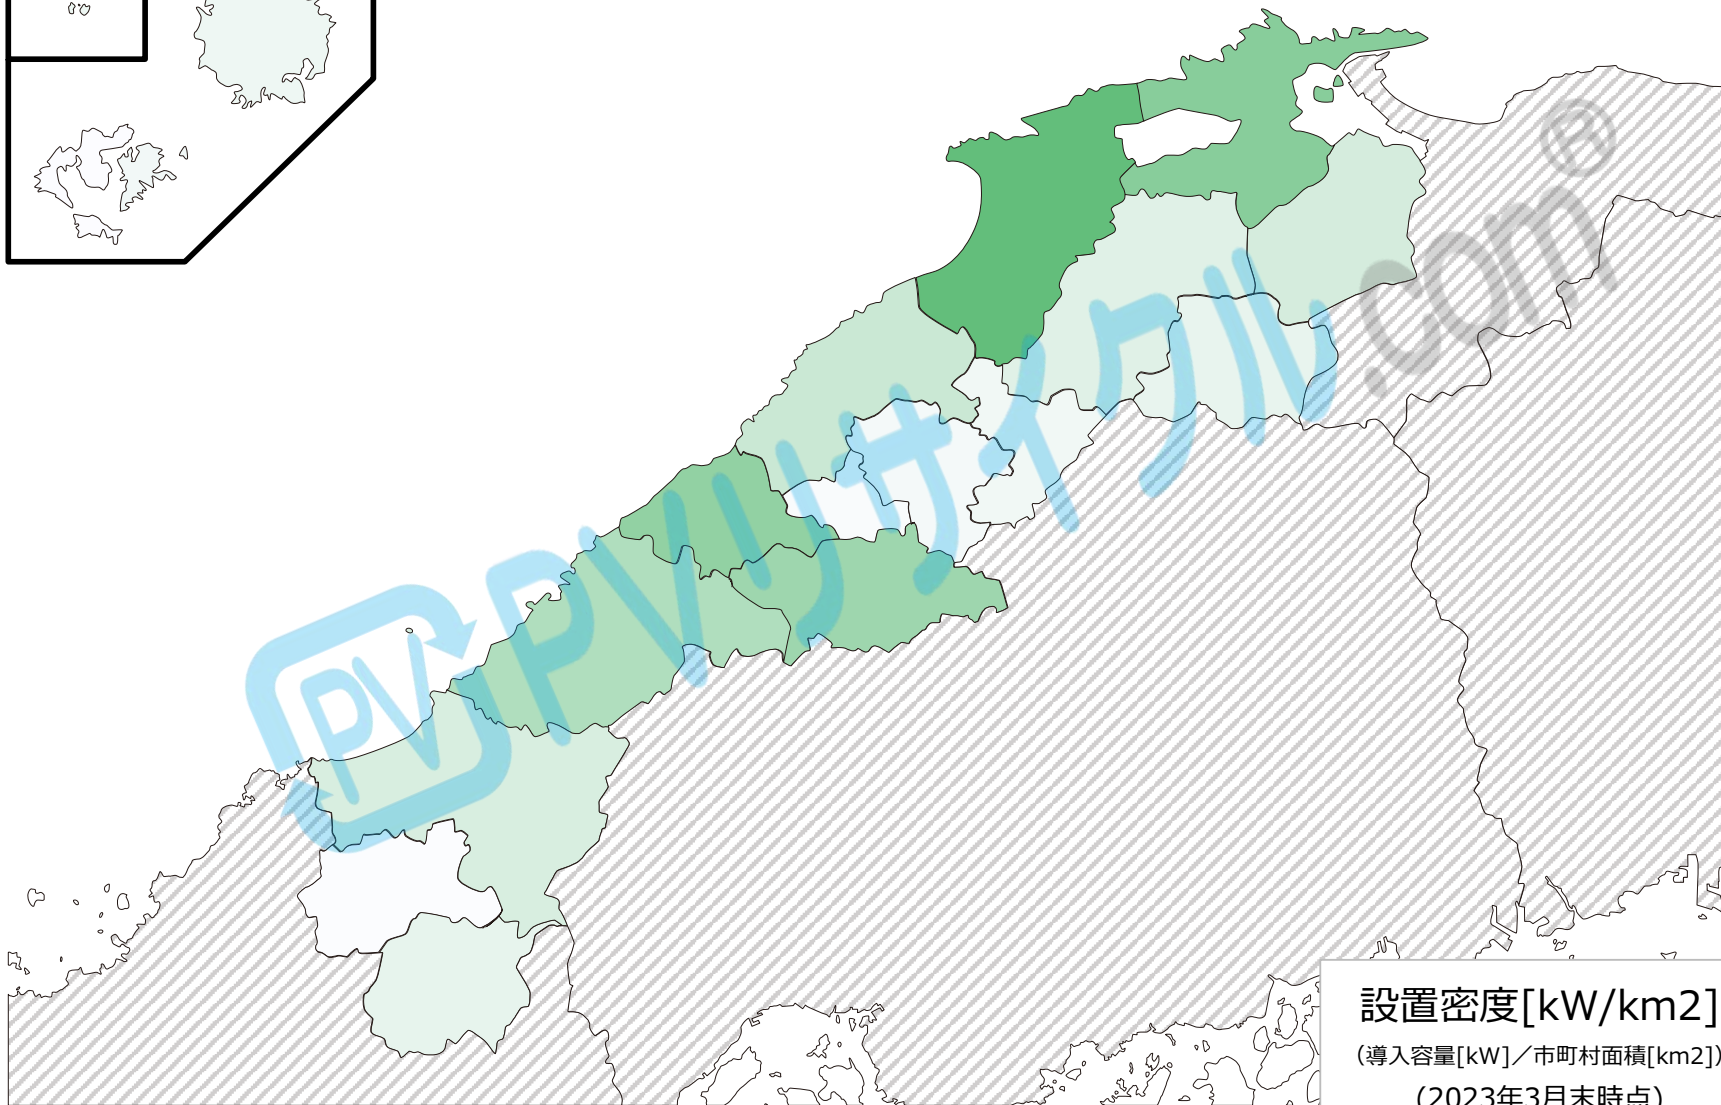 PV PVリサイクル.com®
設置密度[kW/km2]
(導入容量[kW]／市町村面積[km2])
(2023年3月末時点)